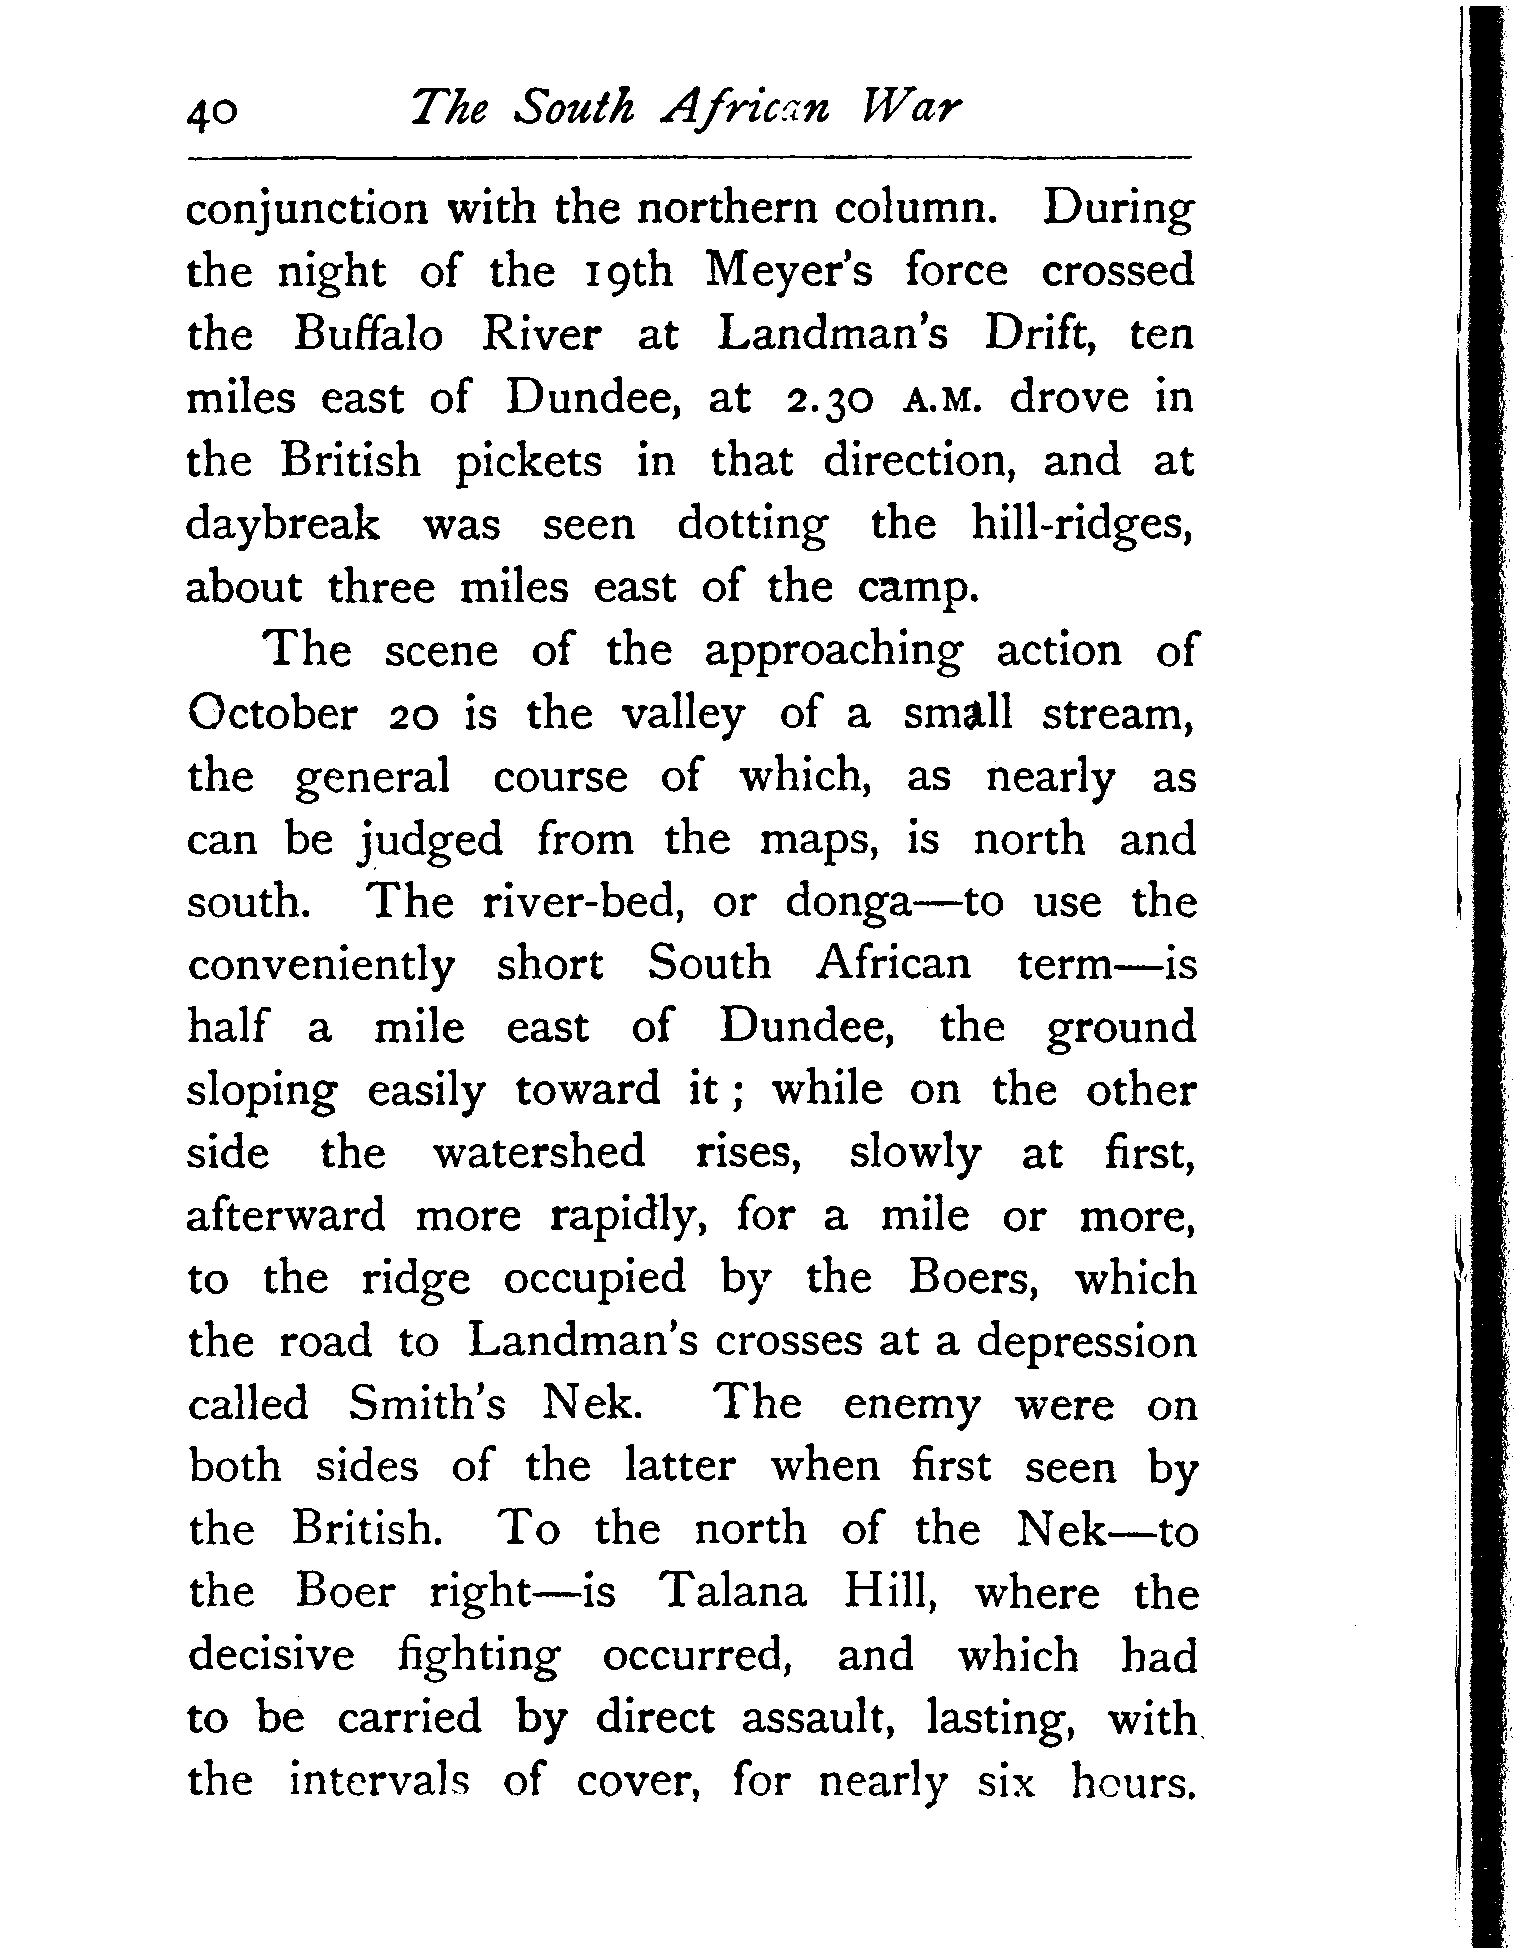 40 The South African War
conjunction with the northern column. During
the night of the 19th Meyer's force crossed
the Buffalo River at Landman's Drift, ten
miles east of Dundee, at 2.30 A.M. drove in
the British pickets in that direction, and at
daybreak was seen dotting the hill-ridges,
about three miles east of the camp.
The scene of the approaching action of
October 20 is the valley of a small stream,
the general course of which, as nearly as
can be judged from the maps, is north and
south. The river-bed, or donga—to use the
conveniently short South African term—is
half a mile east of Dundee, the ground
sloping easily toward it ; while on the other
side the watershed rises, slowly at first,
afterward more rapidly, for a mile or more,
to the ridge occupied by the Boers, which
the road to Landman's crosses at a depression
called Smith's Nek. The enemy were on
both sides of the latter when first seen by
the British. To the north of the Nek—to
the Boer right—is Talana Hill, where the
decisive fighting occurred, and which had
to be carried by direct assault, lasting, with
the intervals of cover, for nearly six hours.